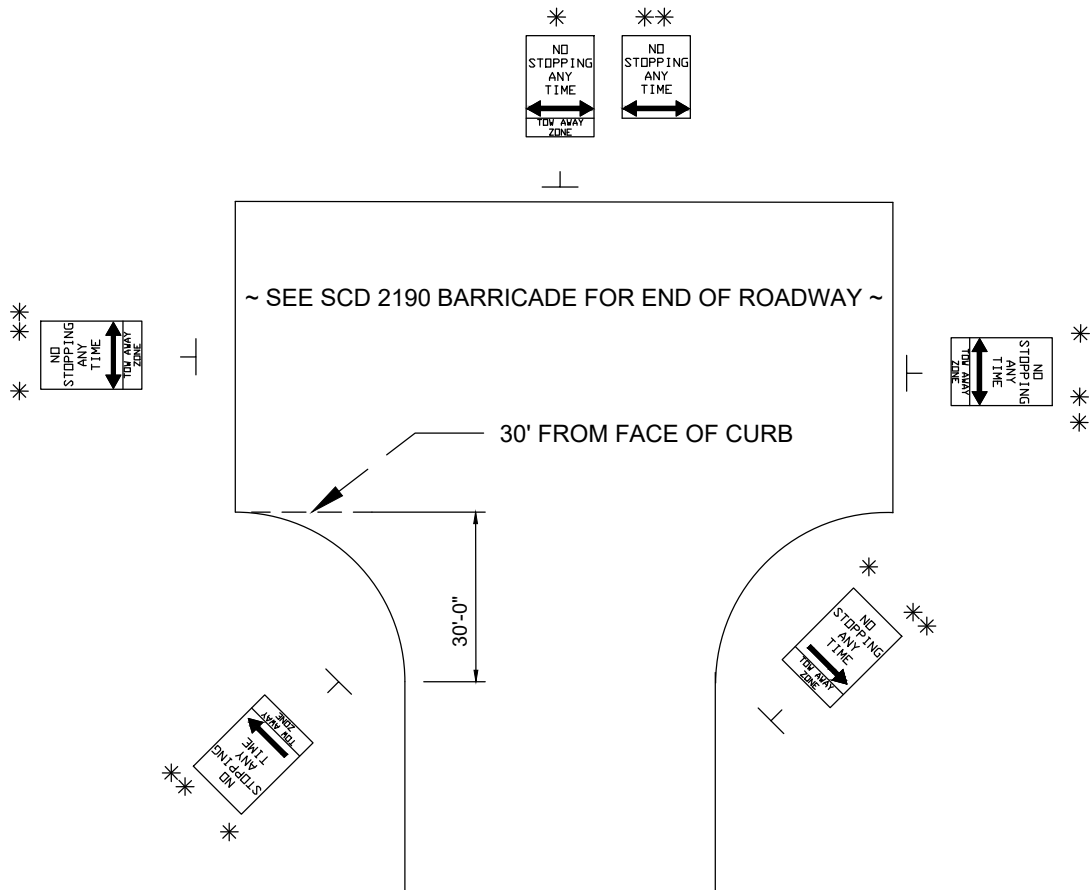 * **
NO
STOPPING
ANY
TIME
TOW AWAY
ZONE
NO
STOPPING
ANY
TIME
~ SEE SCD 2190 BARRICADE FOR END OF ROADWAY ~
**
*
NO
STOPPING
ANY
TIME
TOW AWAY
ZONE
*
**
NO
STOPPING
ANY
TIME
TOW AWAY
ZONE
30' FROM FACE OF CURB
30'-0"
*
**
NO
STOPPING
ANY
TIME
TOW AWAY
ZONE
**
*
NO
STOPPING
ANY
TIME
TOW AWAY
ZONE